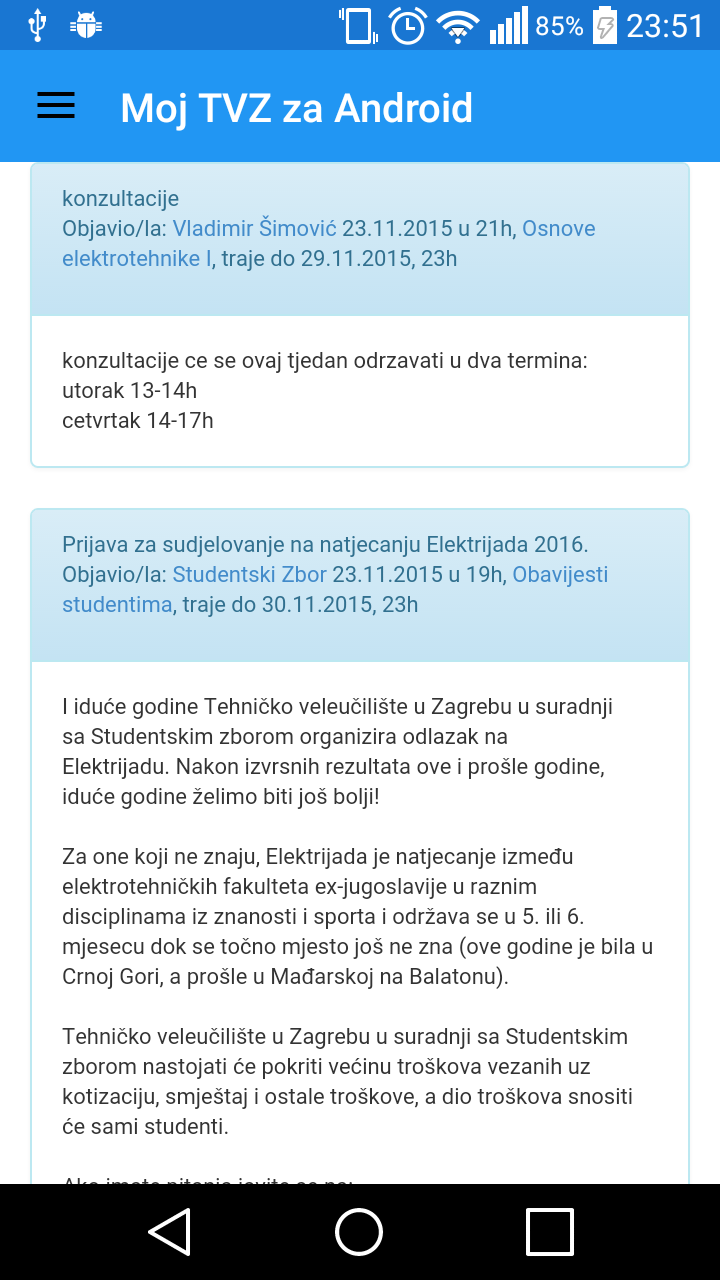 85% 23:51
Moj TVZ za Android
konzultacije
Objavio/la: Vladimir Šimović 23.11.2015 u 21h, Osnove
elektrotehnike I, traje do 29.11.2015, 23h
konzultacije ce se ovaj tjedan odrzavati u dva termina:
utorak 13-14h
cetvrtak 14-17h
Prijava za sudjelovanje na natjecanju Elektrijada 2016.
Objavio/la: Studentski Zbor 23.11.2015 u 19h, Obavijesti
studentima, traje do 30.11.2015, 23h
I iduće godine Tehničko veleučilište u Zagrebu u suradnji
sa Studentskim zborom organizira odlazak na
Elektrijadu. Nakon izvrsnih rezultata ove i prošle godine,
iduće godine želimo biti još bolji!
Za one koji ne znaju, Elektrijada je natjecanje između
elektrotehničkih fakulteta ex-jugoslavije u raznim
disciplinama iz znanosti i sporta i održava se u 5. ili 6.
mjesecu dok se točno mjesto još ne zna (ove godine je bila u
Crnoj Gori, a prošle u Mađarskoj na Balatonu).
Tehničko veleučilište u Zagrebu u suradnji sa Studentskim
zborom nastojati će pokriti većinu troškova vezanih uz
kotizaciju, smještaj i ostale troškove, a dio troškova snositi
će sami studenti.